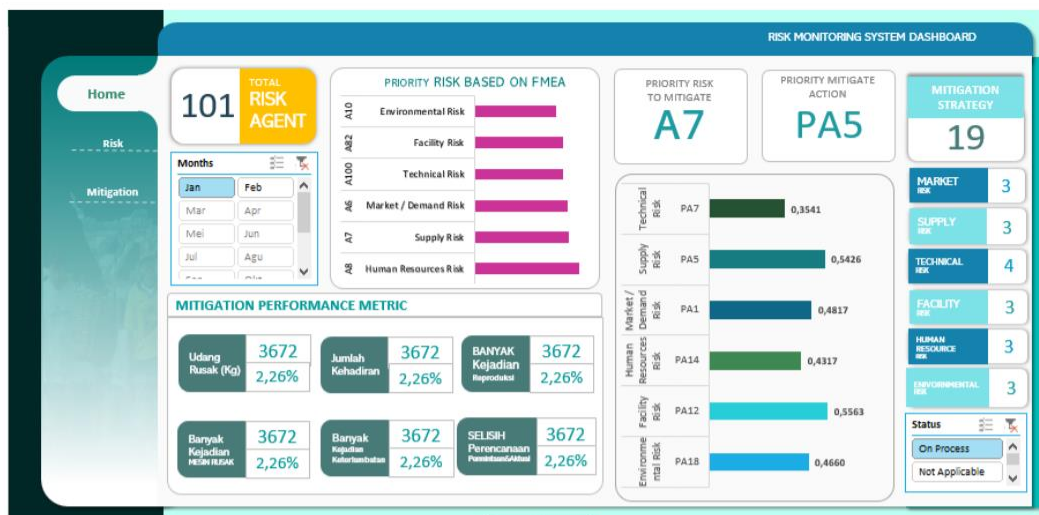 RISK MONITORING SYSTEM DASHBOARD
Home
Risk
Mitigation
101
TOTAL
RISK
AGENT
Months
Jan
Feb
Mar
Apr
Mei
Jun
Jul
Agu
PRIORITY RISK BASED ON FMEA
A10
Environmental Risk
A82
Facility Risk
A100
Technical Risk
A6
Market / Demand Risk
A7
Supply Risk
A8
Human Resources Risk
PRIORITY RISK
TO MITIGATE
A7
PRIORITY MITIGATE
ACTION
PA5
MITIGATION
STRATEGY
19
MARKET
RISK
3
SUPPLY
RISK
3
TECHNICAL
RISK
4
FACILITY
RISK
3
HUMAN
RESOURCE
RISK
3
ENVIORNMENTAL
RISK
3
Status
On Process
Not Applicable
Technical
Risk
PA7
0,3541
Supply
Risk
PA5
0,5426
Market /
Demand
Risk
PA1
0,4817
Human
Resources
Risk
PA14
0,4317
Facility
Risk
PA12
0,5563
Environme
ntal Risk
PA18
0,4660
MITIGATION PERFORMANCE METRIC
Udang
Rusak (Kg)
3672
2,26%
Jumlah
Kehadiran
3672
2,26%
BANYAK
Kejadian
Reproduksi
3672
2,26%
Banyak
Kejadian
MESIN RUSAK
3672
2,26%
Banyak
Kejadian
Keterlambatan
3672
2,26%
SELISIH
Perencanaan
Permintaan&Aktual
3672
2,26%